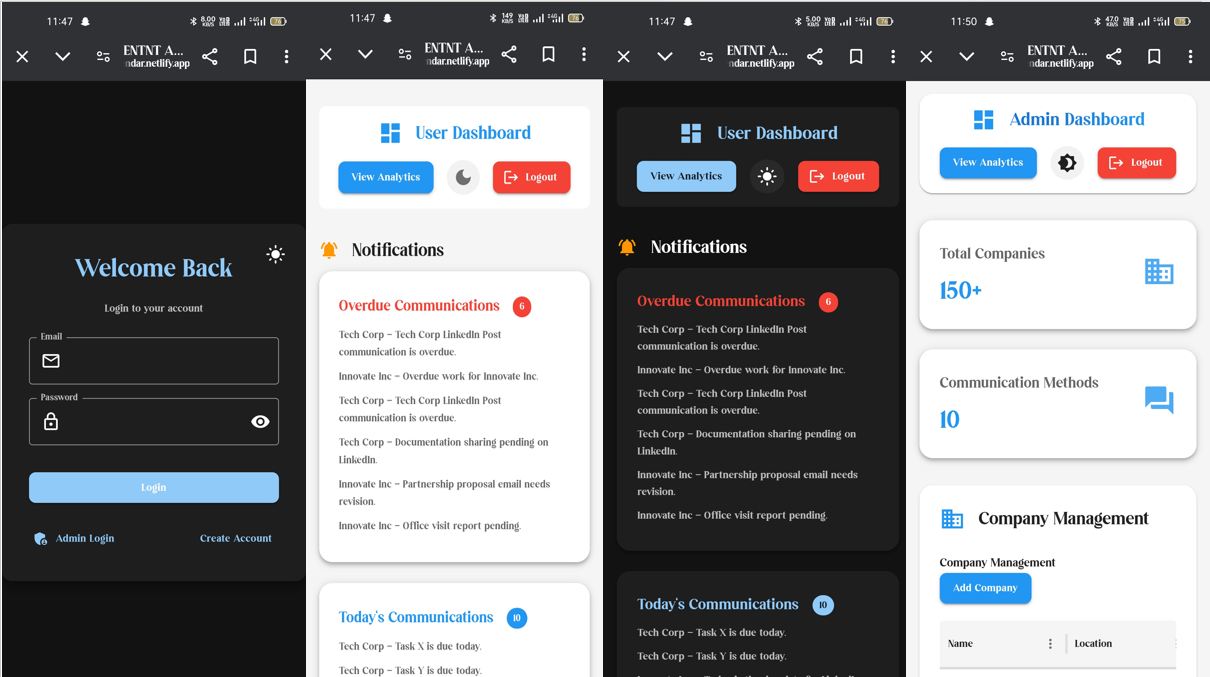 11:47
8.00 KB/S
78
ENTNT A...
ndar.netlify.app
Welcome Back
Login to your account
Email
Password
Login
Admin Login
Create Account
11:47
149 KB/S
78
ENTNT A...
ndar.netlify.app
User Dashboard
View Analytics
Logout
Notifications
Overdue Communications 6
Tech Corp – Tech Corp LinkedIn Post
communication is overdue.
Innovate Inc – Overdue work for Innovate Inc.
Tech Corp – Tech Corp LinkedIn Post
communication is overdue.
Tech Corp – Documentation sharing pending on
LinkedIn.
Innovate Inc – Partnership proposal email needs
revision.
Innovate Inc – Office visit report pending.
Today's Communications 10
Tech Corp – Task X is due today.
Tech Corp – Task Y is due today.
11:47
5.00 KB/S
78
ENTNT A...
ndar.netlify.app
User Dashboard
View Analytics
Logout
Notifications
Overdue Communications 6
Tech Corp – Tech Corp LinkedIn Post
communication is overdue.
Innovate Inc – Overdue work for Innovate Inc.
Tech Corp – Tech Corp LinkedIn Post
communication is overdue.
Tech Corp – Documentation sharing pending on
LinkedIn.
Innovate Inc – Partnership proposal email needs
revision.
Innovate Inc – Office visit report pending.
Today's Communications 10
Tech Corp – Task X is due today.
Tech Corp – Task Y is due today.
11:50
47.0 KB/S
ENTNT A...
ndar.netlify.app
Admin Dashboard
View Analytics
Logout
Total Companies
150+
Communication Methods
10
Company Management
Company Management
Add Company
Name
Location